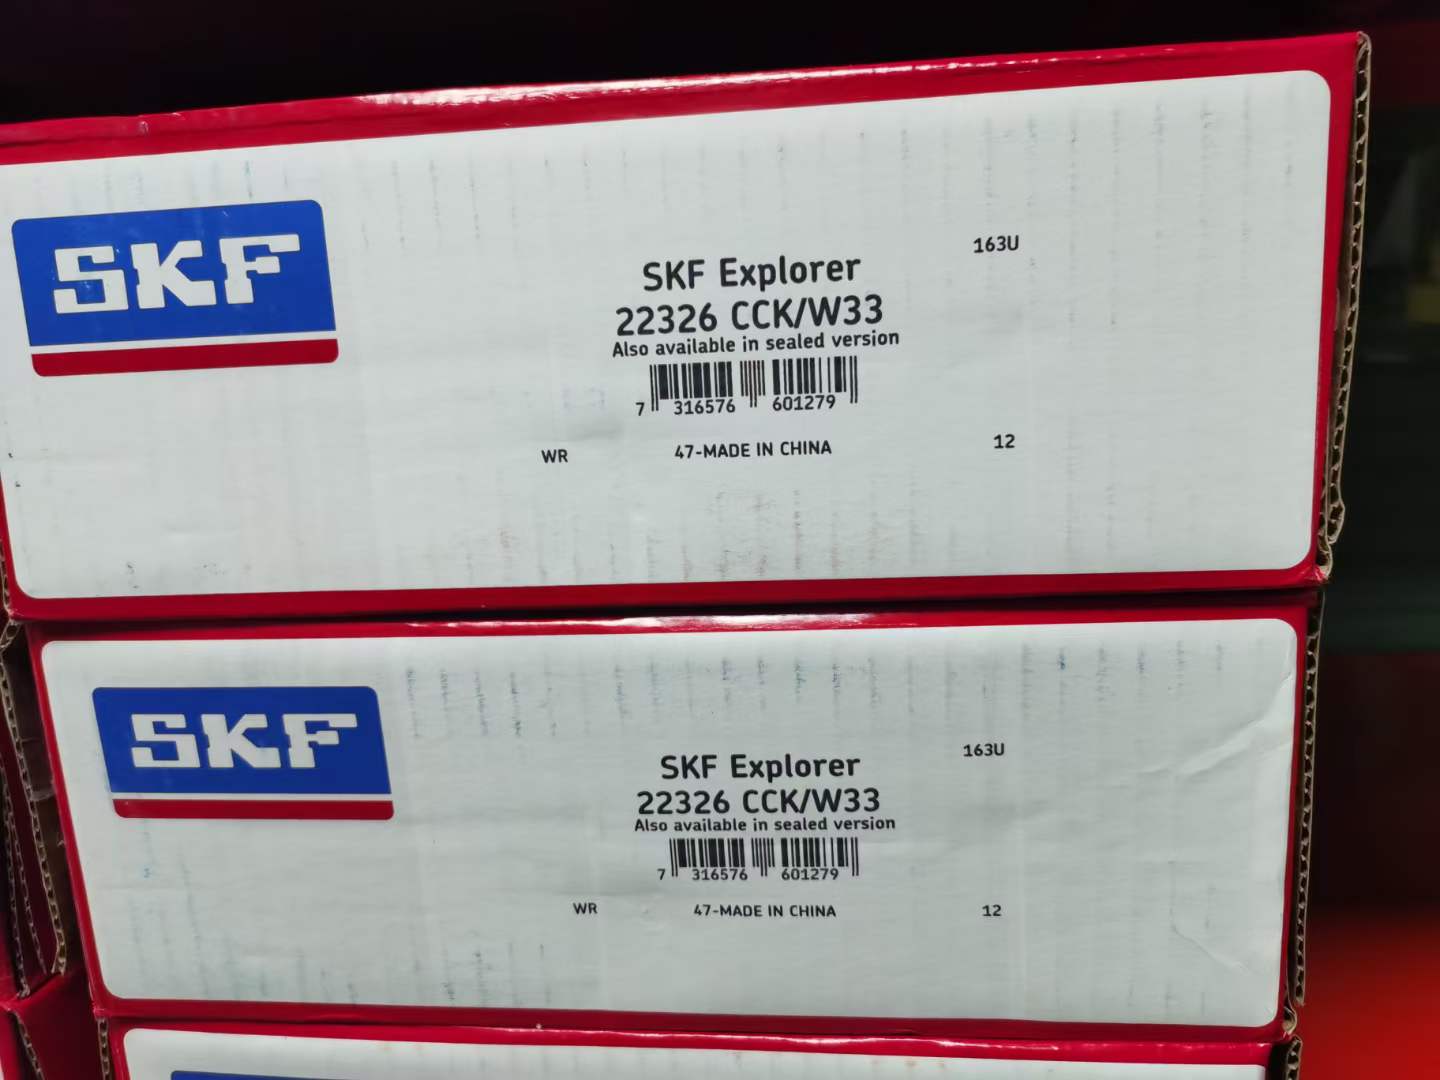 SKF
163U
SKF Explorer
22326 CCK/W33
Also available in sealed version
7 316576 601279
WR 47-MADE IN CHINA 12
SKF
163U
SKF Explorer
22326 CCK/W33
Also available in sealed version
7 316576 601279
WR 47-MADE IN CHINA 12